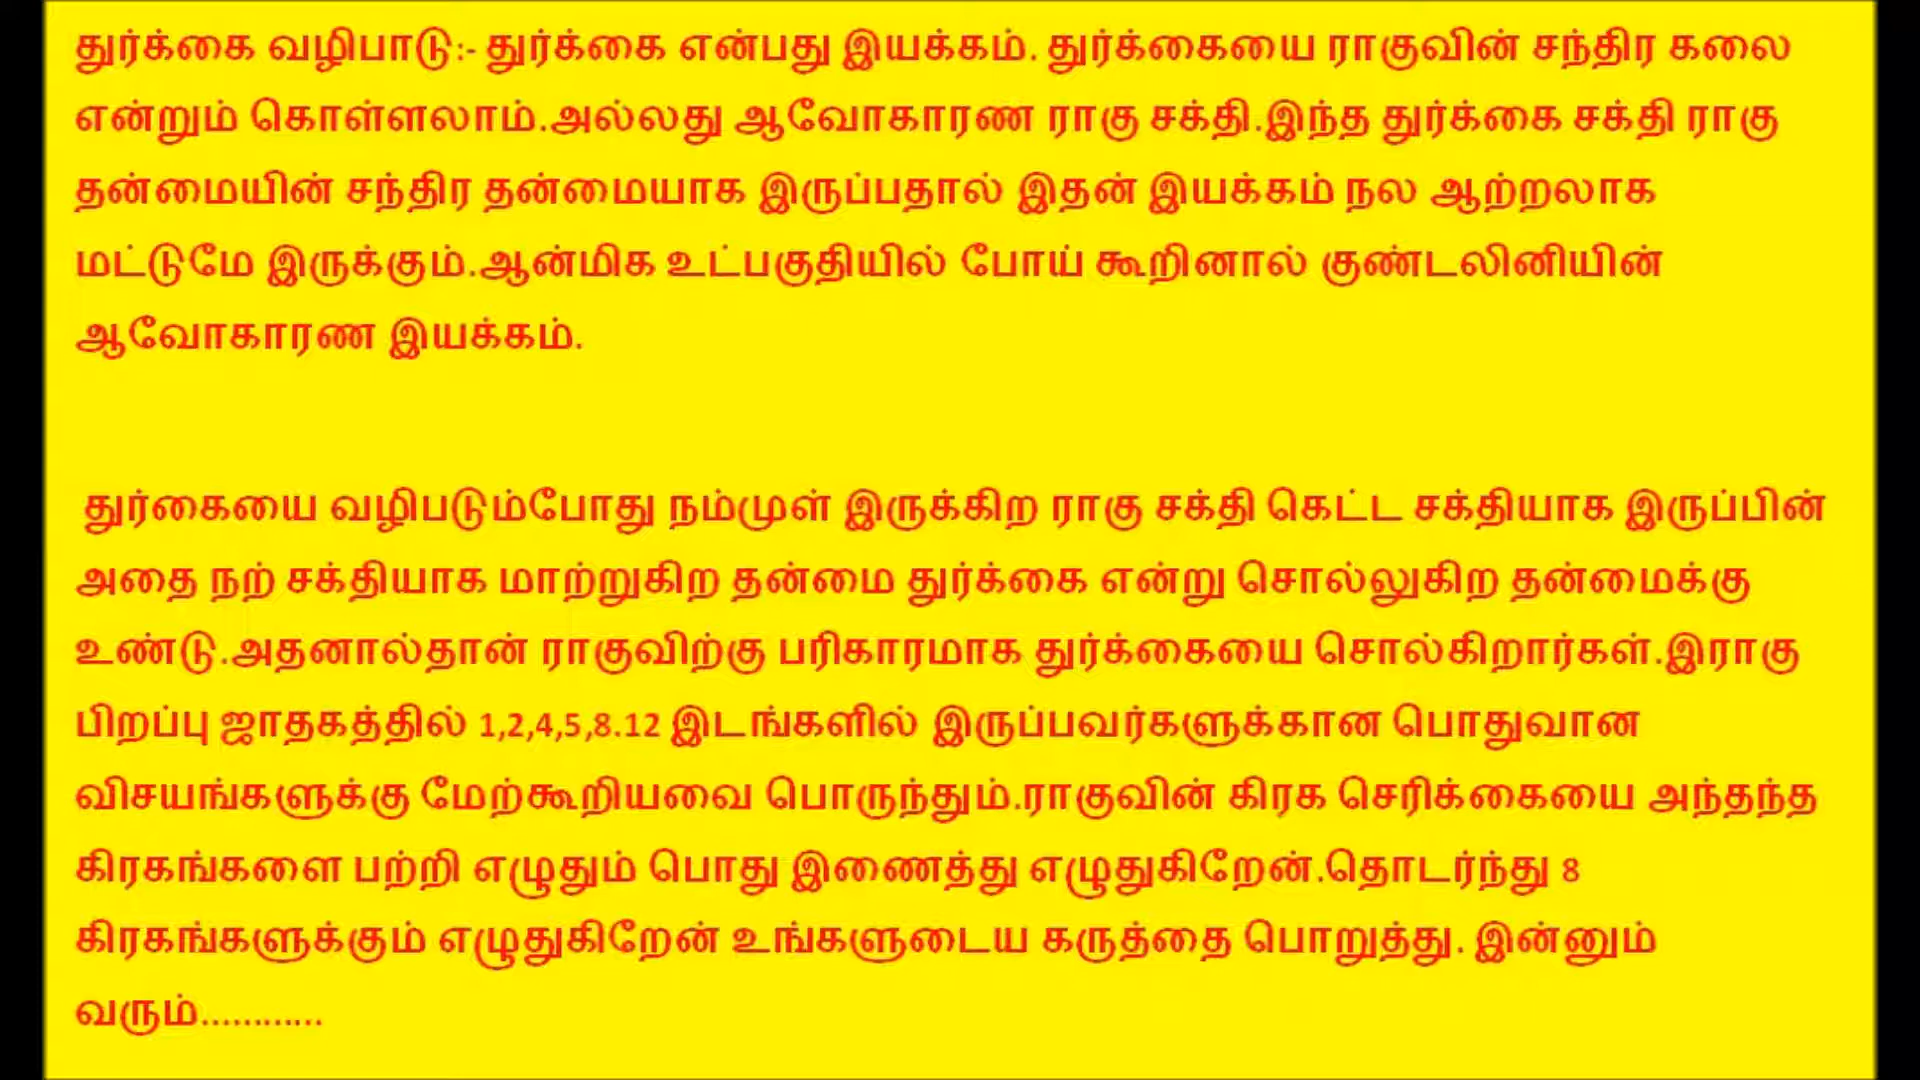 துர்க்கை வழிபாடு:- துர்க்கை என்பது இயக்கம். துர்க்கையை ராகுவின் சந்திர கலை
என்றும் கொள்ளலாம்.அல்லது ஆவோகாரண ராகு சக்தி.இந்த துர்க்கை சக்தி ராகு
தன்மையின் சந்திர தன்மையாக இருப்பதால் இதன் இயக்கம் நல ஆற்றலாக
மட்டுமே இருக்கும்.ஆன்மிக உட்பகுதியில் போய் கூறினால் குண்டலினியின்
ஆவோகாரண இயக்கம்.
துர்கையை வழிபடும்போது நம்முள் இருக்கிற ராகு சக்தி கெட்ட சக்தியாக இருப்பின்
அதை நற் சக்தியாக மாற்றுகிற தன்மை துர்க்கை என்று சொல்லுகிற தன்மைக்கு
உண்டு.அதனால்தான் ராகுவிற்கு பரிகாரமாக துர்க்கையை சொல்கிறார்கள்.இராகு
பிறப்பு ஜாதகத்தில் 1,2,4,5,8.12 இடங்களில் இருப்பவர்களுக்கான பொதுவான
விசயங்களுக்கு மேற்கூறியவை பொருந்தும்.ராகுவின் கிரக செரிக்கையை அந்தந்த
கிரகங்களை பற்றி எழுதும் பொது இணைத்து எழுதுகிறேன்.தொடர்ந்து 8
கிரகங்களுக்கும் எழுதுகிறேன் உங்களுடைய கருத்தை பொறுத்து. இன்னும்
வரும்............